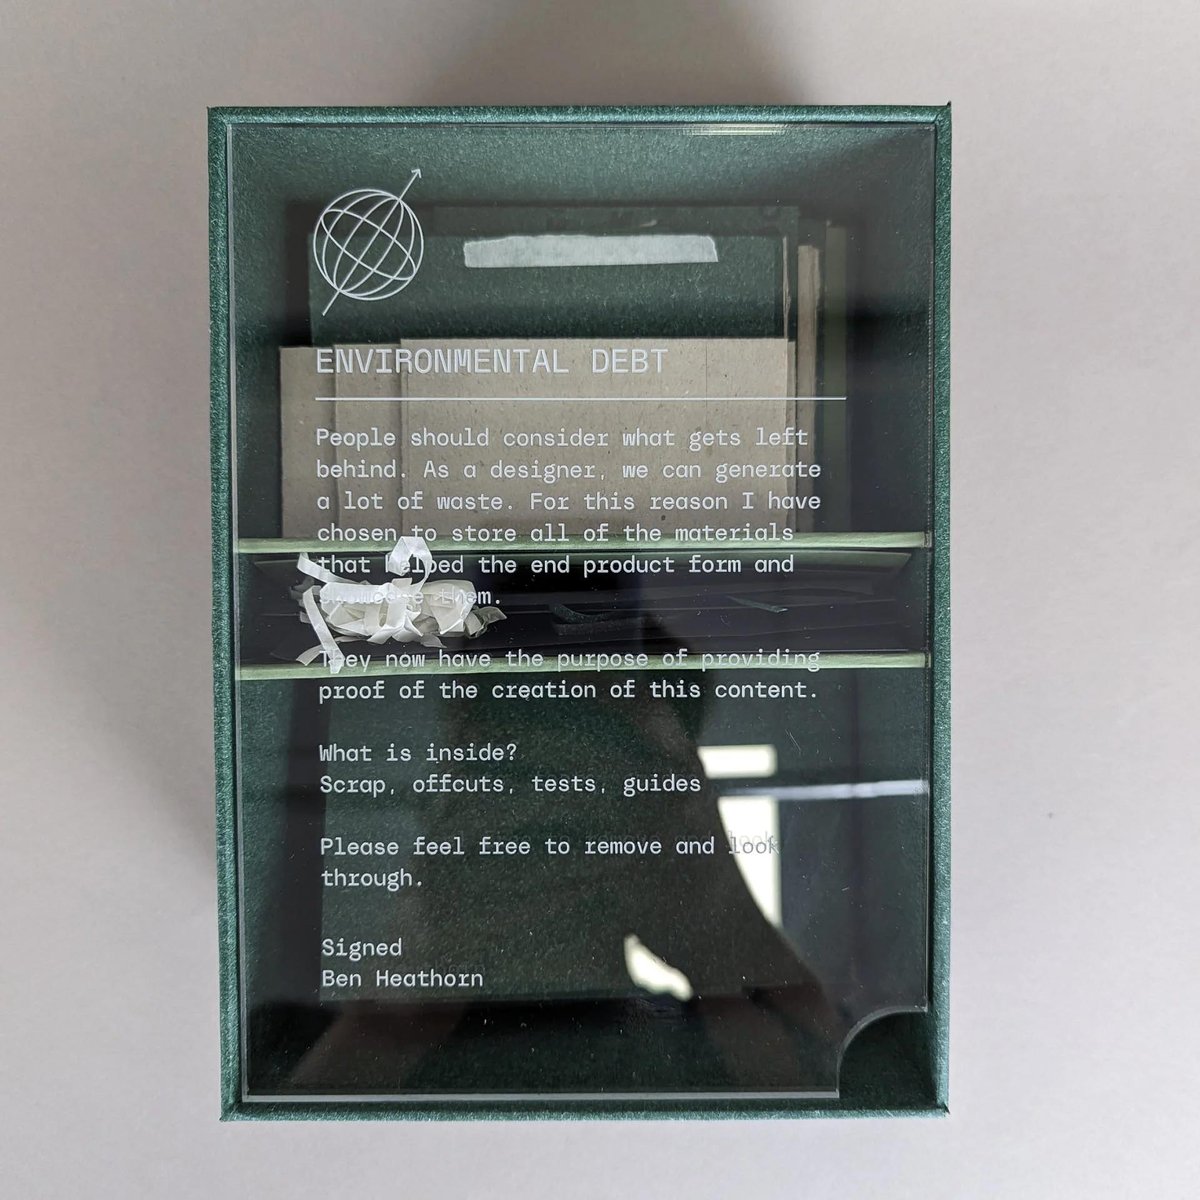 ENVIRONMENTAL DEBT
People should consider what gets left
behind. As a designer, we can generate
a lot of waste. For this reason I have
chosen to store all of the materials
that helped the end product form and
showcase them.
They now have the purpose of providing
proof of the creation of this content.
What is inside?
Scrap, offcuts, tests, guides
Please feel free to remove and look
through.
Signed
Ben Heathorn